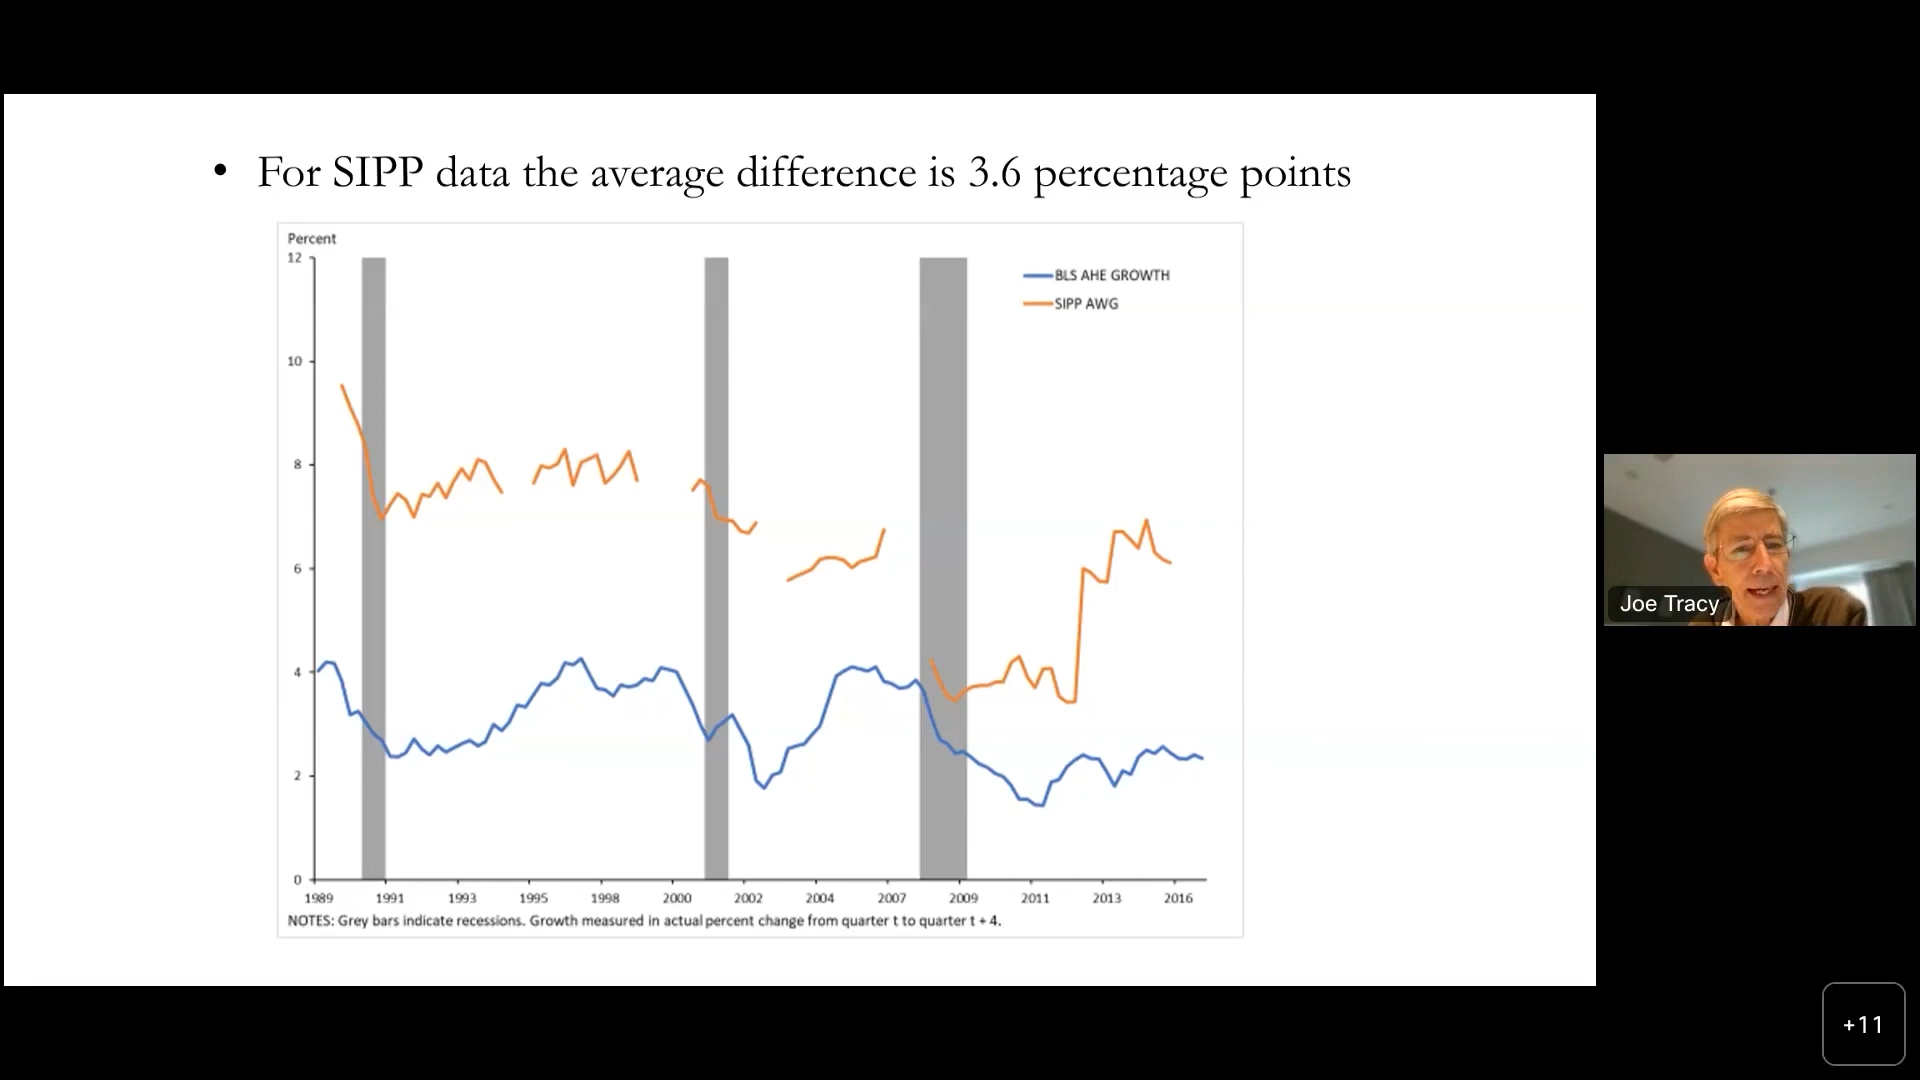 • For SIPP data the average difference is 3.6 percentage points
Percent
12
10
8
6
4
2
0
BLS AHE GROWTH
SIPP AWG
1989 1991 1993 1995 1998 2000 2002 2004 2007 2009 2011 2013 2016
NOTES: Grey bars indicate recessions. Growth measured in actual percent change from quarter t to quarter t + 4.
Joe Tracy
+11